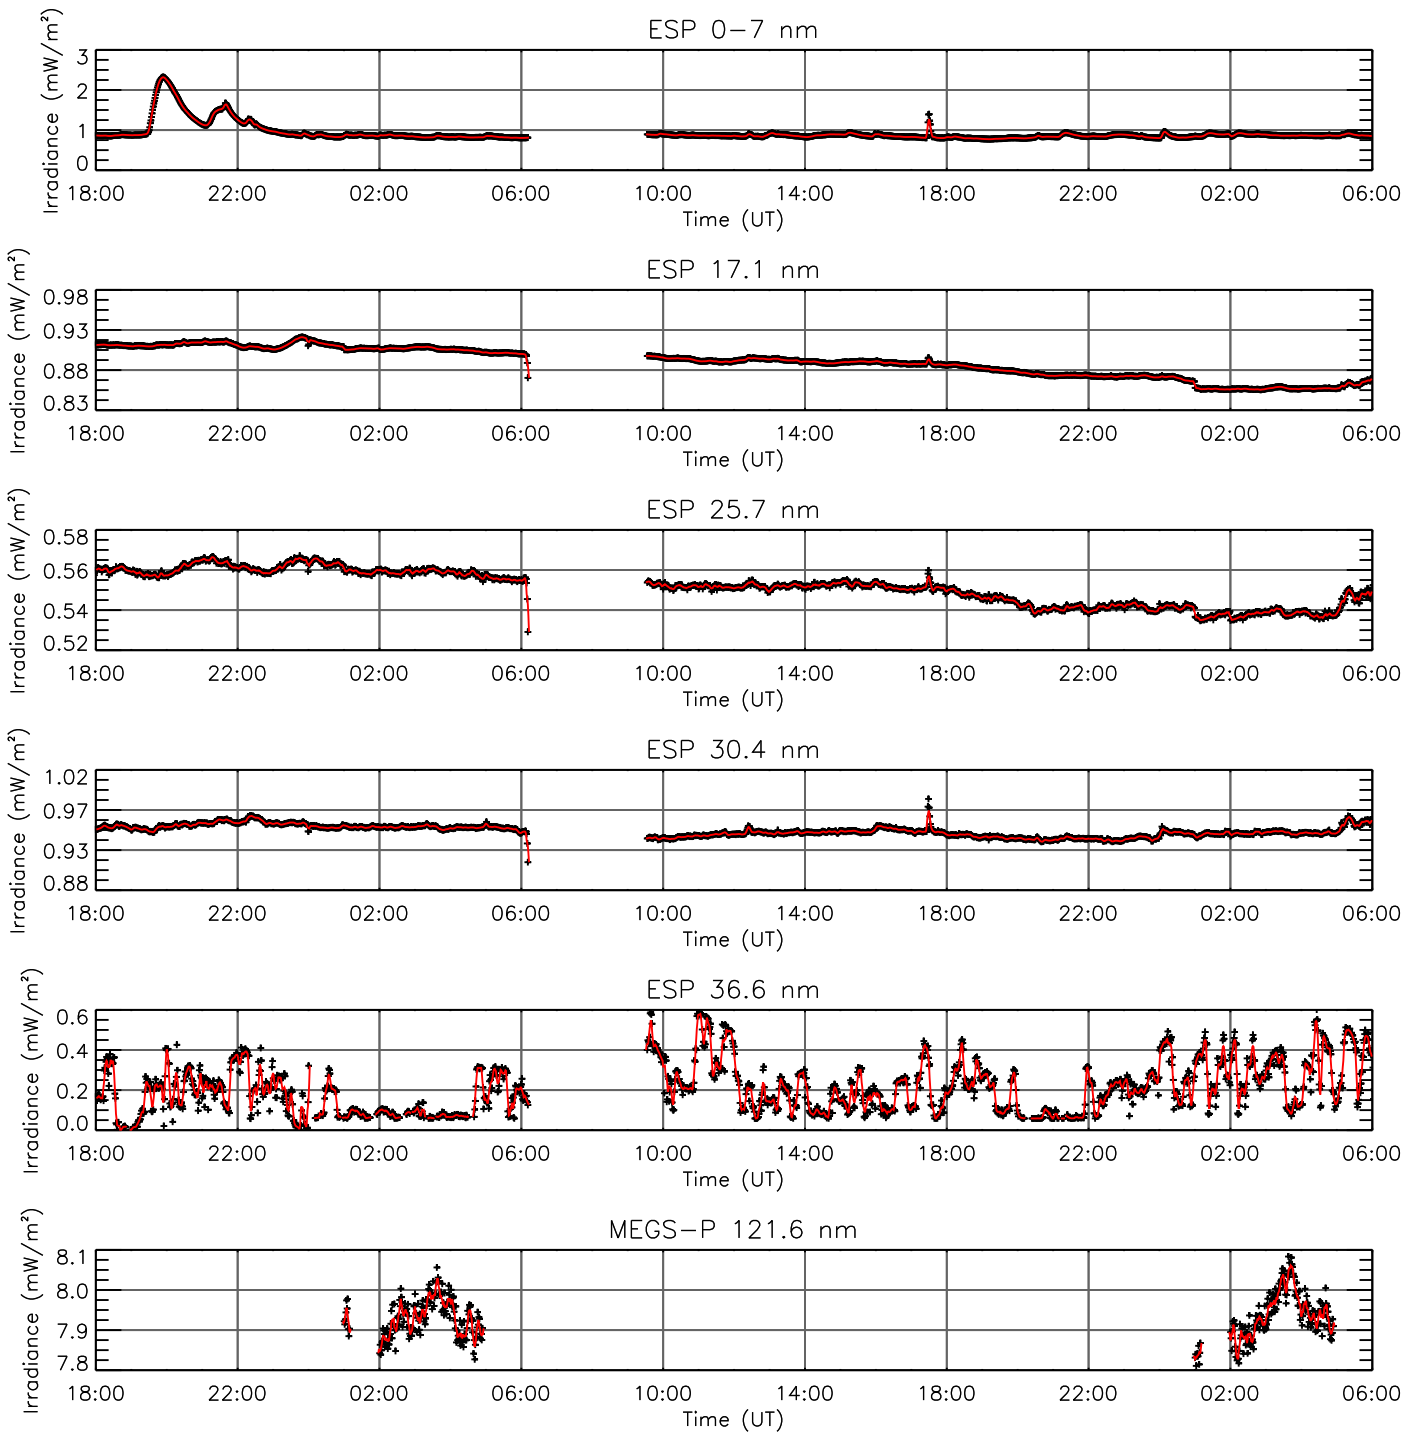 ESP 0–7 nm
Irradiance (mW/m²)
3
2
1
0
18:00 22:00 02:00 06:00 10:00 14:00 18:00 22:00 02:00 06:00
Time (UT)
ESP 17.1 nm
Irradiance (mW/m²)
0.98
0.93
0.88
0.83
18:00 22:00 02:00 06:00 10:00 14:00 18:00 22:00 02:00 06:00
Time (UT)
ESP 25.7 nm
Irradiance (mW/m²)
0.58
0.56
0.54
0.52
18:00 22:00 02:00 06:00 10:00 14:00 18:00 22:00 02:00 06:00
Time (UT)
ESP 30.4 nm
Irradiance (mW/m²)
1.02
0.97
0.93
0.88
18:00 22:00 02:00 06:00 10:00 14:00 18:00 22:00 02:00 06:00
Time (UT)
ESP 36.6 nm
Irradiance (mW/m²)
0.6
0.4
0.2
0.0
18:00 22:00 02:00 06:00 10:00 14:00 18:00 22:00 02:00 06:00
Time (UT)
MEGS–P 121.6 nm
Irradiance (mW/m²)
8.1
8.0
7.9
7.8
18:00 22:00 02:00 06:00 10:00 14:00 18:00 22:00 02:00 06:00
Time (UT)